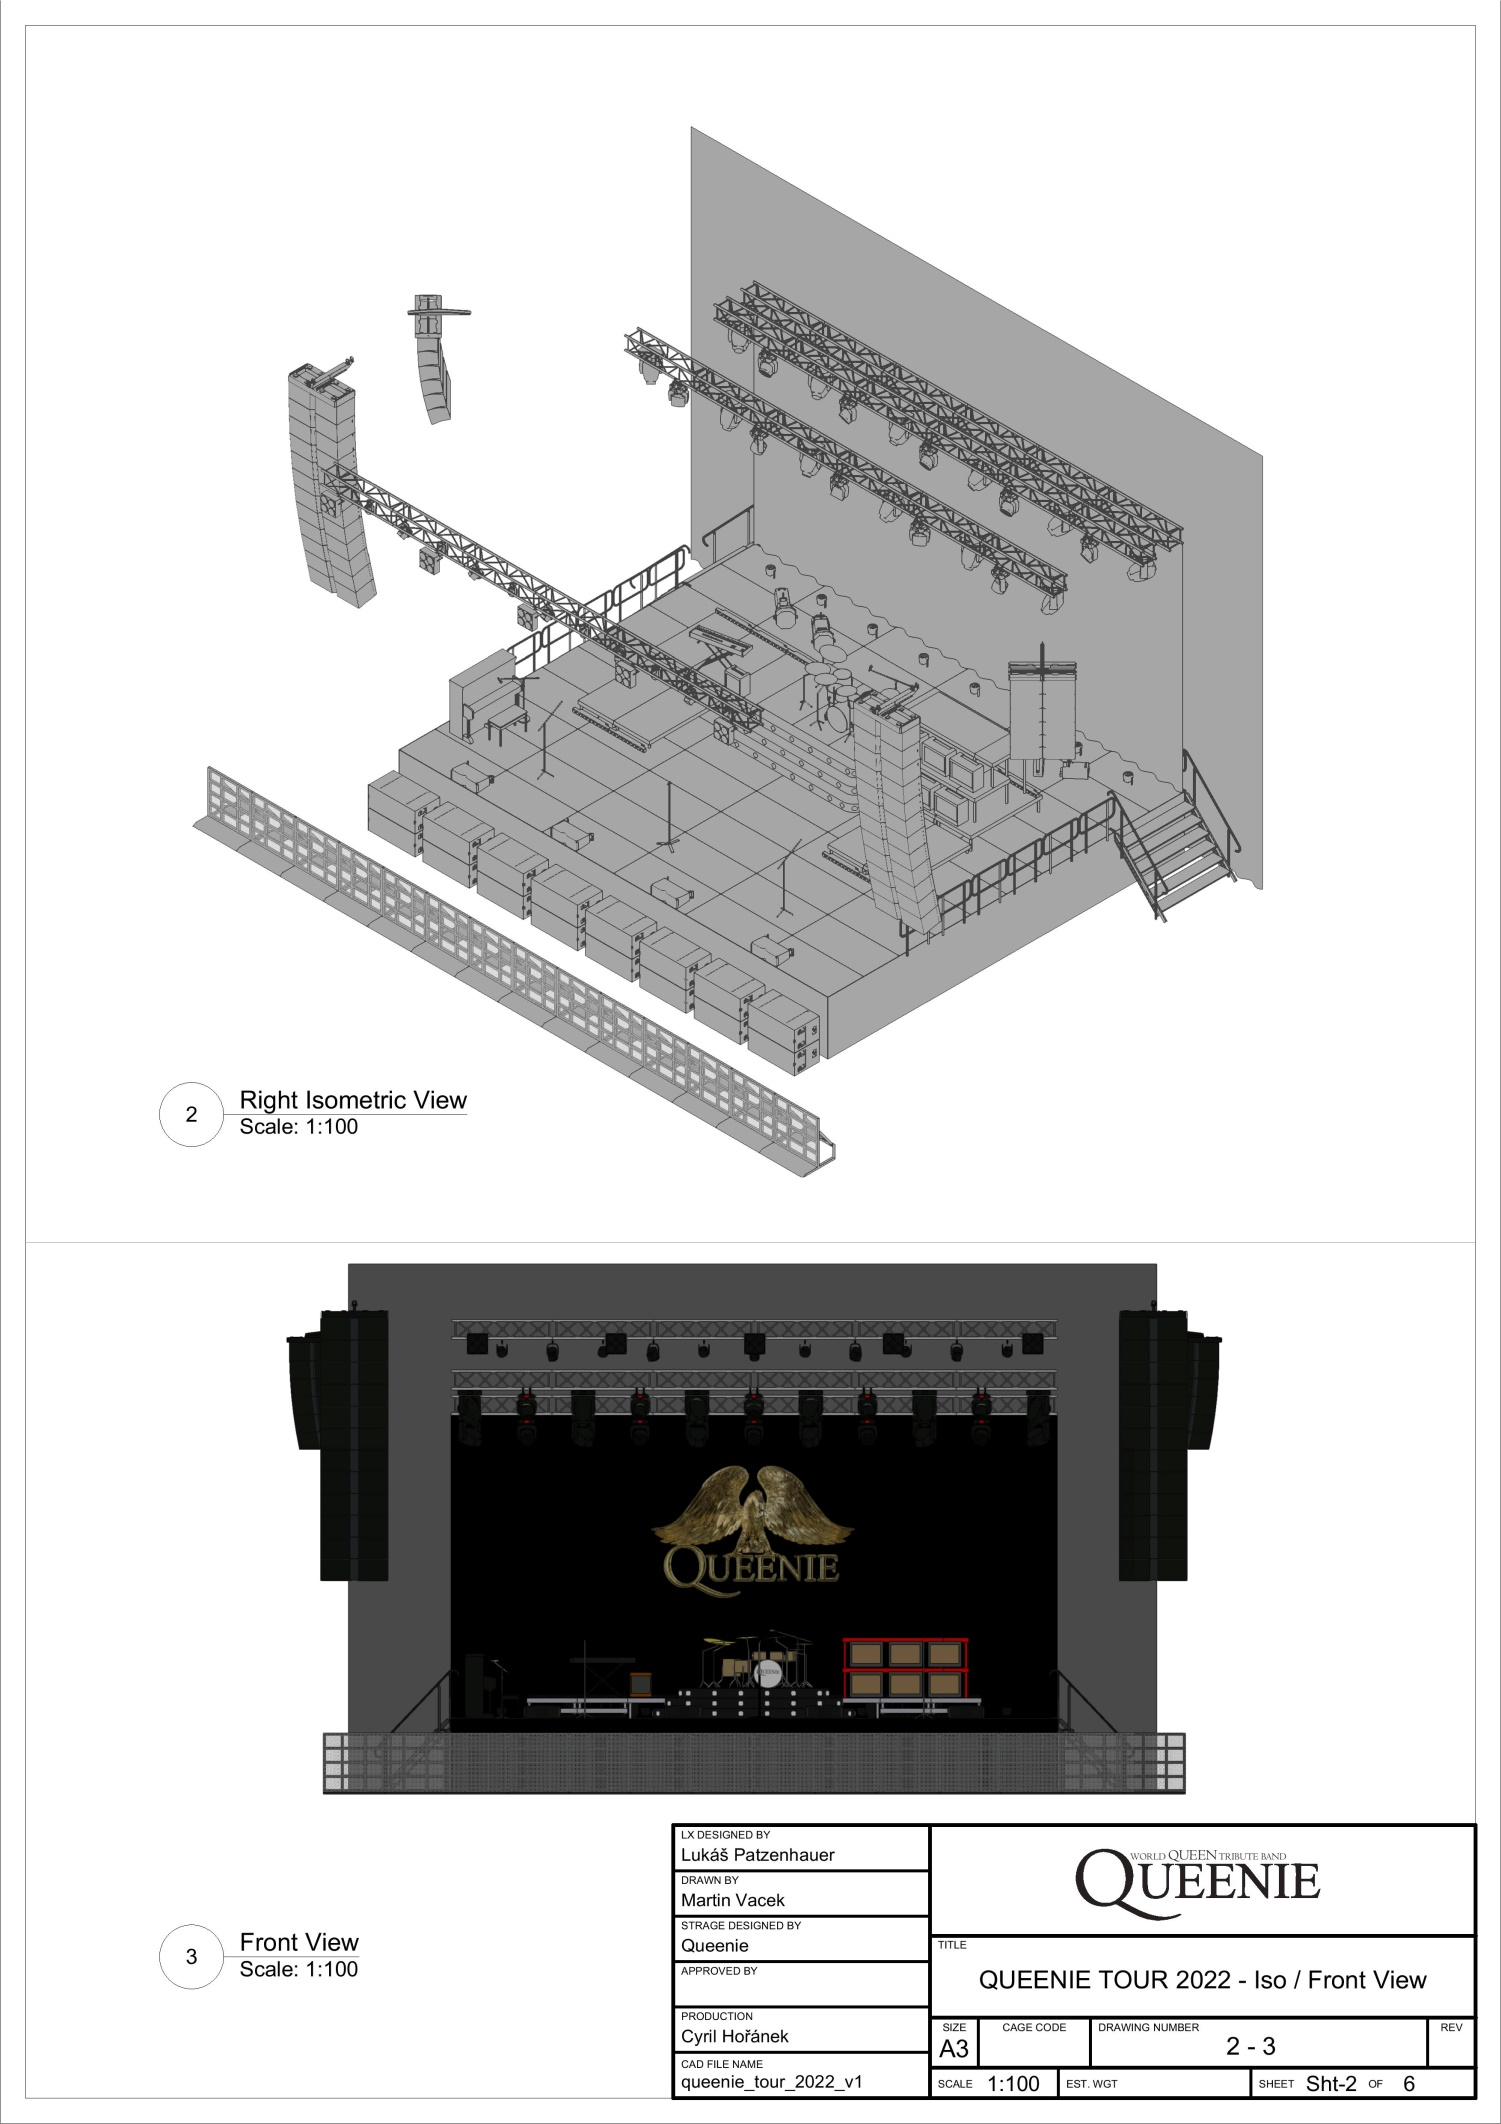 2
Right Isometric View
Scale: 1:100
QUEENIE
QUEENIE
3
Front View
Scale: 1:100
LX DESIGNED BY
Lukáš Patzenhauer
DRAWN BY
Martin Vacek
STRAGE DESIGNED BY
Queenie
APPROVED BY
PRODUCTION
Cyril Hořánek
CAD FILE NAME
queenie_tour_2022_v1
WORLD QUEEN TRIBUTE BAND
QUEENIE
TITLE
QUEENIE TOUR 2022 - Iso / Front View
SIZE
A3
CAGE CODE
DRAWING NUMBER
2 - 3
REV
SCALE 1:100
EST. WGT
SHEET Sht-2 OF 6